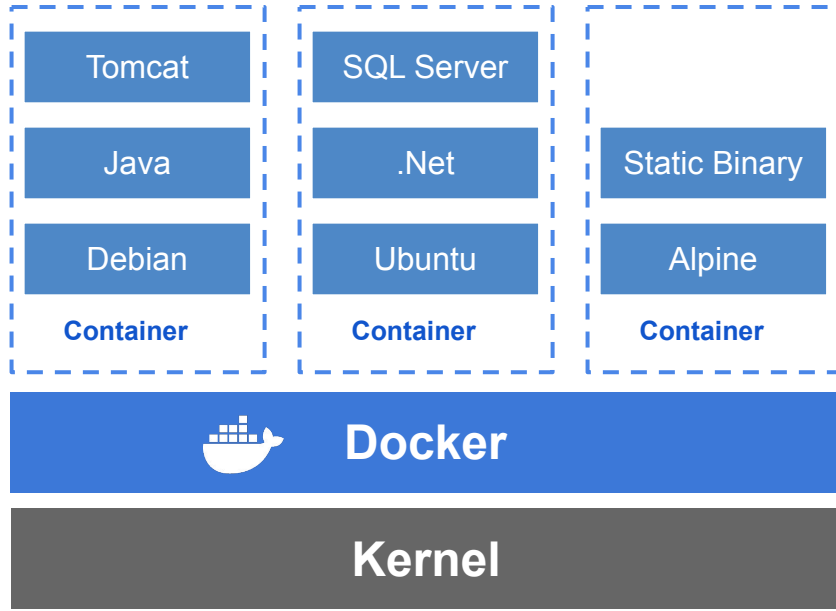 Tomcat
Java
Debian
Container
SQL Server
.Net
Ubuntu
Container
Static Binary
Alpine
Container
Docker
Kernel